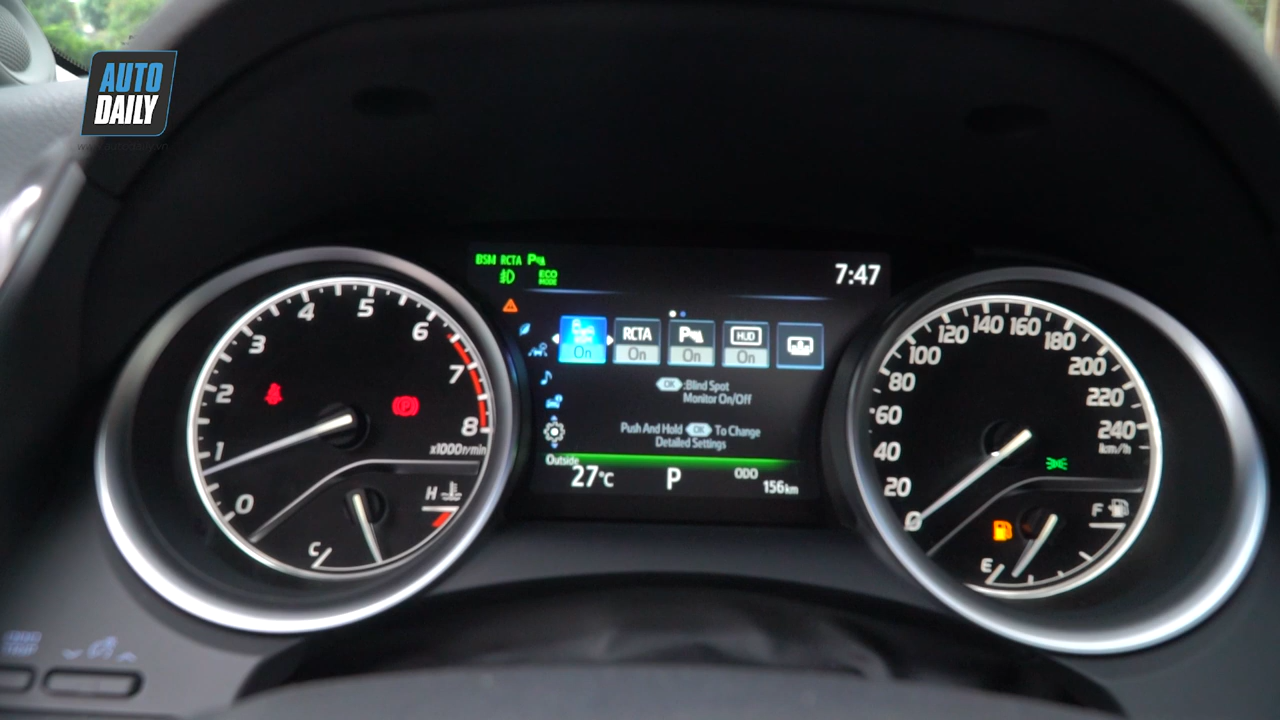 AUTO
DAILY
www.autodaily.vn
BSM RCTA P
ECO
MODE
7:47
On
RCTA
On
P
On
HUD
On
OK :Blind Spot
Monitor On/Off
Push And Hold OK To Change
Detailed Settings
Outside
27°C
P
ODO
156km
0
1
2
3
4
5
6
7
8
x1000r/min
(P)
H
C
0
20
40
60
80
100
120
140
160
180
200
220
240
km/h
F
E